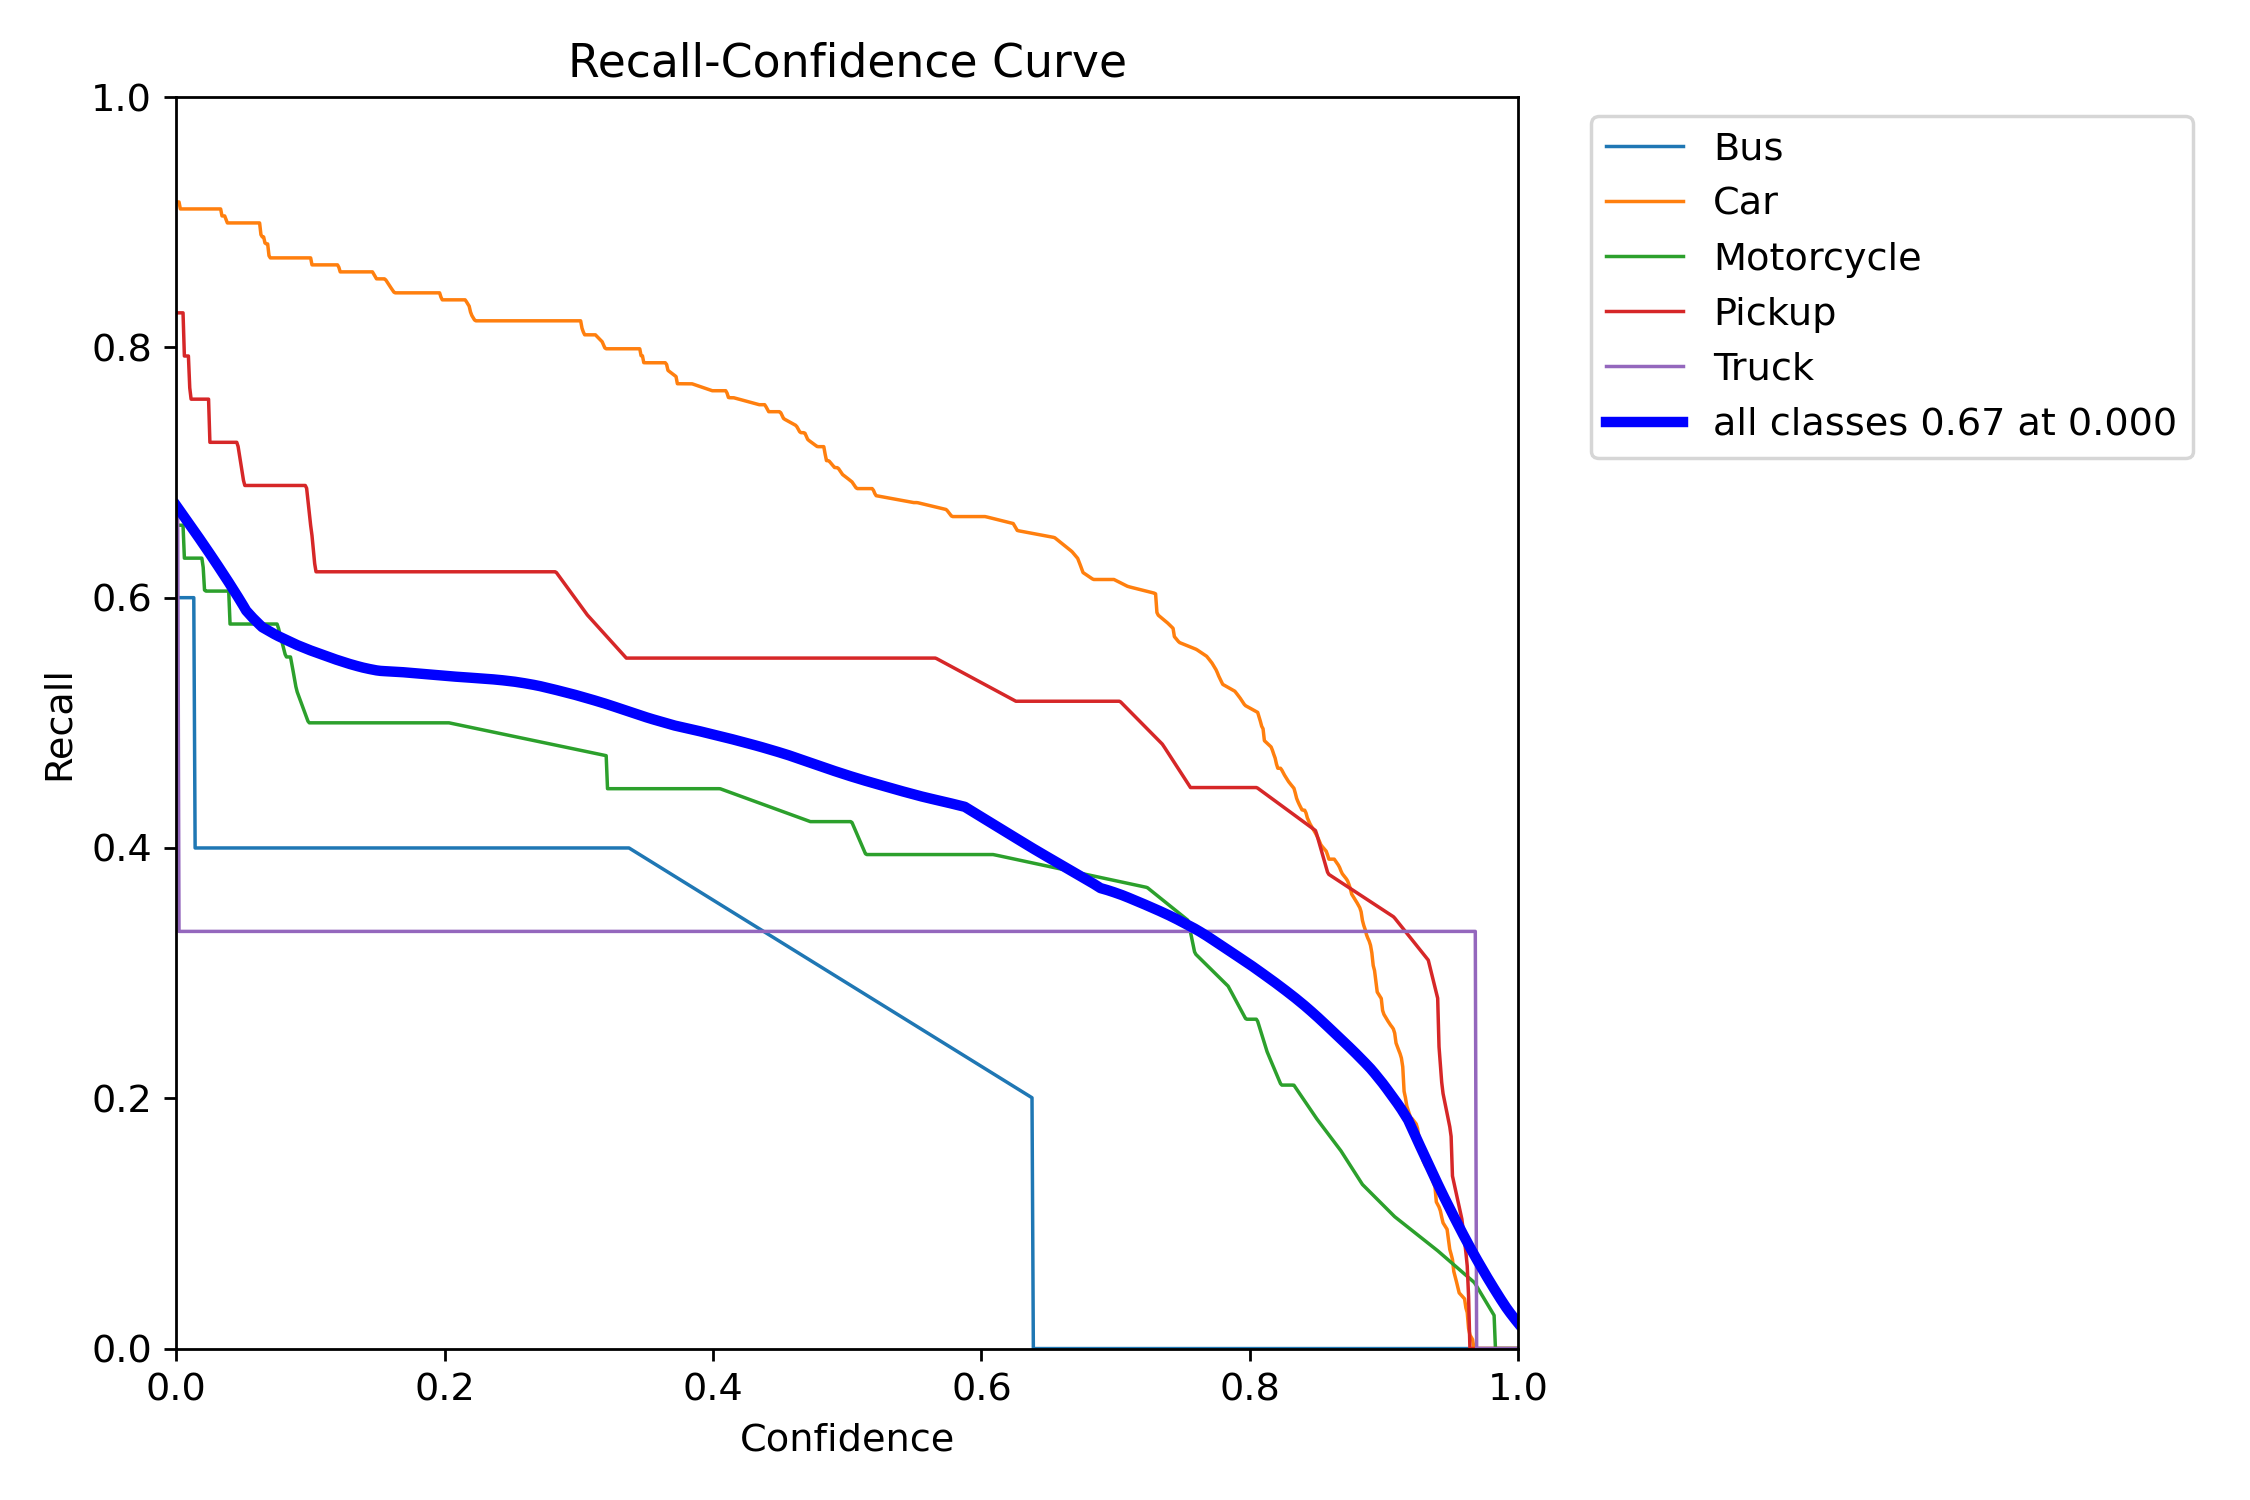 Recall-Confidence Curve
1.0
0.8
0.6
0.4
0.2
0.0
Recall
0.0 0.2 0.4 0.6 0.8 1.0
Confidence
Bus
Car
Motorcycle
Pickup
Truck
all classes 0.67 at 0.000